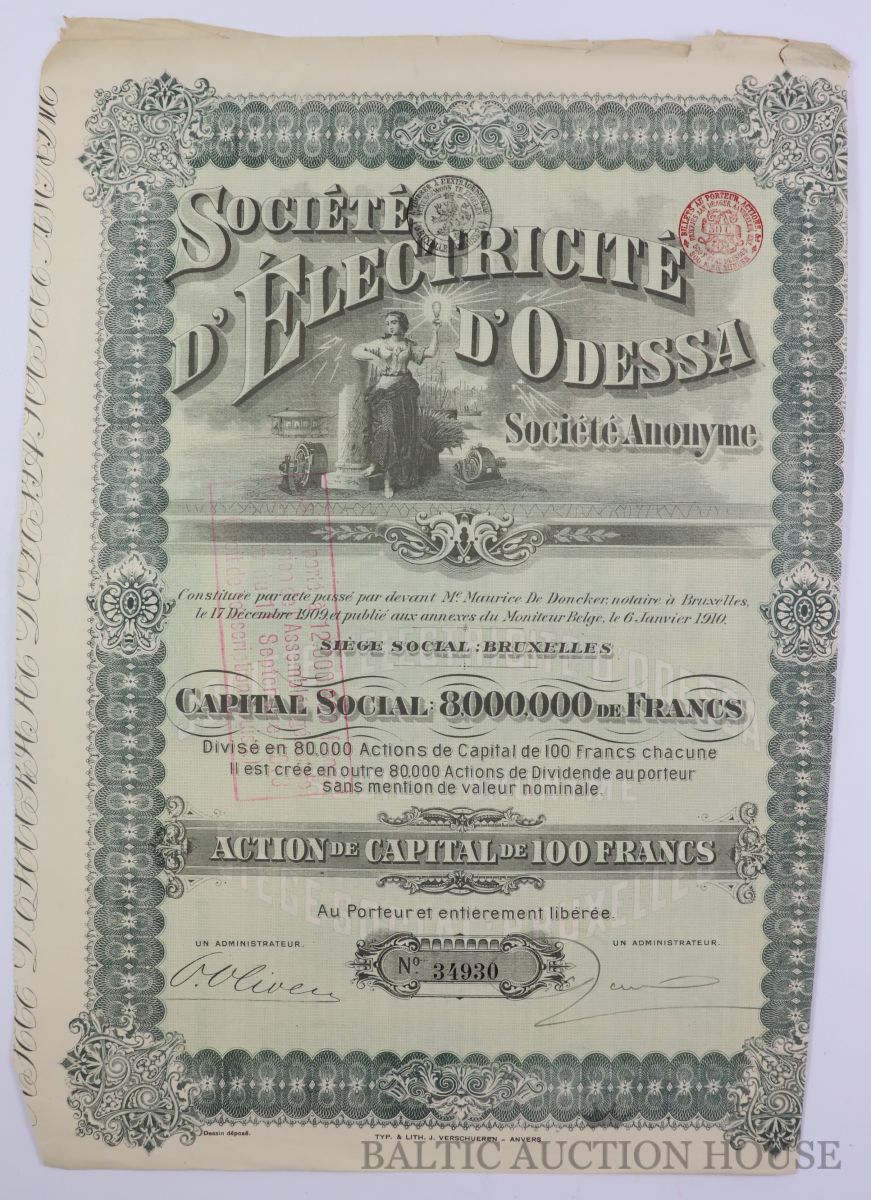 SOCIÉTÉ
D'ÉLECTRICITÉ
D'ODESSA
Société Anonyme
Constituée par acte passé par devant Me. Maurice De Doncker, notaire à Bruxelles,
le 17 Décembre 1909, et publié aux annexes du Moniteur Belge, le 6 Janvier 1910.
SIÈGE SOCIAL: BRUXELLES
CAPITAL SOCIAL: 8.000.000 DE FRANCS
Divisé en 80.000 Actions de Capital de 100 Francs chacune
Il est créé en outre 80.000 Actions de Dividende au porteur
sans mention de valeur nominale.
ACTION DE CAPITAL DE 100 FRANCS
Au Porteur et entièrement libérée.
UN ADMINISTRATEUR.
UN ADMINISTRATEUR.
No. 34930
Dessin déposé.
TYP. & LITH. J. VERSCHUEREN - ANVERS
BALTIC AUCTION HOUSE